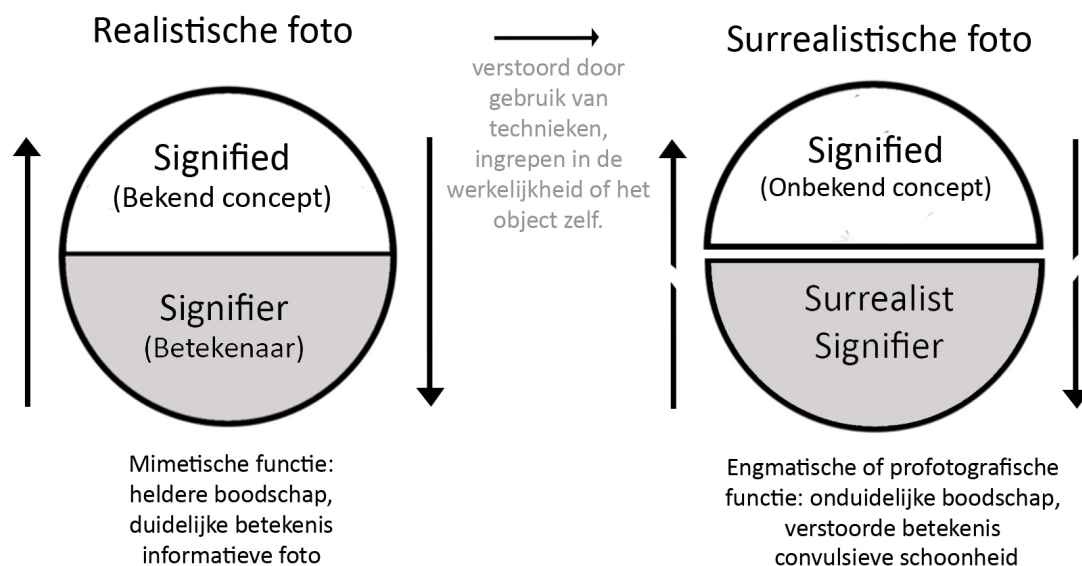 Realistische foto
Signified
(Bekend concept)
Signifier
(Betekenaar)
Mimetische functie:
heldere boodschap,
duidelijke betekenis
informatieve foto
verstoord door
gebruik van
technieken,
ingrepen in de
werkelijkheid of het
object zelf.
Surrealistische foto
Signified
(Onbekend concept)
Surrealist
Signifier
Engmatische of profotografische
functie: onduidelijke boodschap,
verstoorde betekenis
convulsieve schoonheid